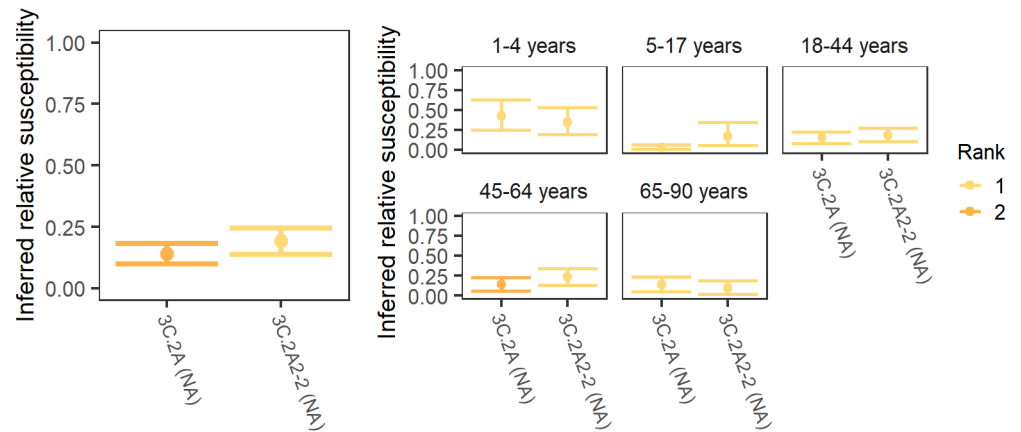 Inferred relative susceptibility
1.00
0.75
0.50
0.25
0.00
3C.2A (NA)
3C.2A2-2 (NA)
Inferred relative susceptibility
1-4 years
5-17 years
18-44 years
1.00
0.75
0.50
0.25
0.00
3C.2A (NA)
3C.2A2-2 (NA)
45-64 years
65-90 years
1.00
0.75
0.50
0.25
0.00
3C.2A (NA)
3C.2A2-2 (NA)
3C.2A (NA)
3C.2A2-2 (NA)
Rank
1
2